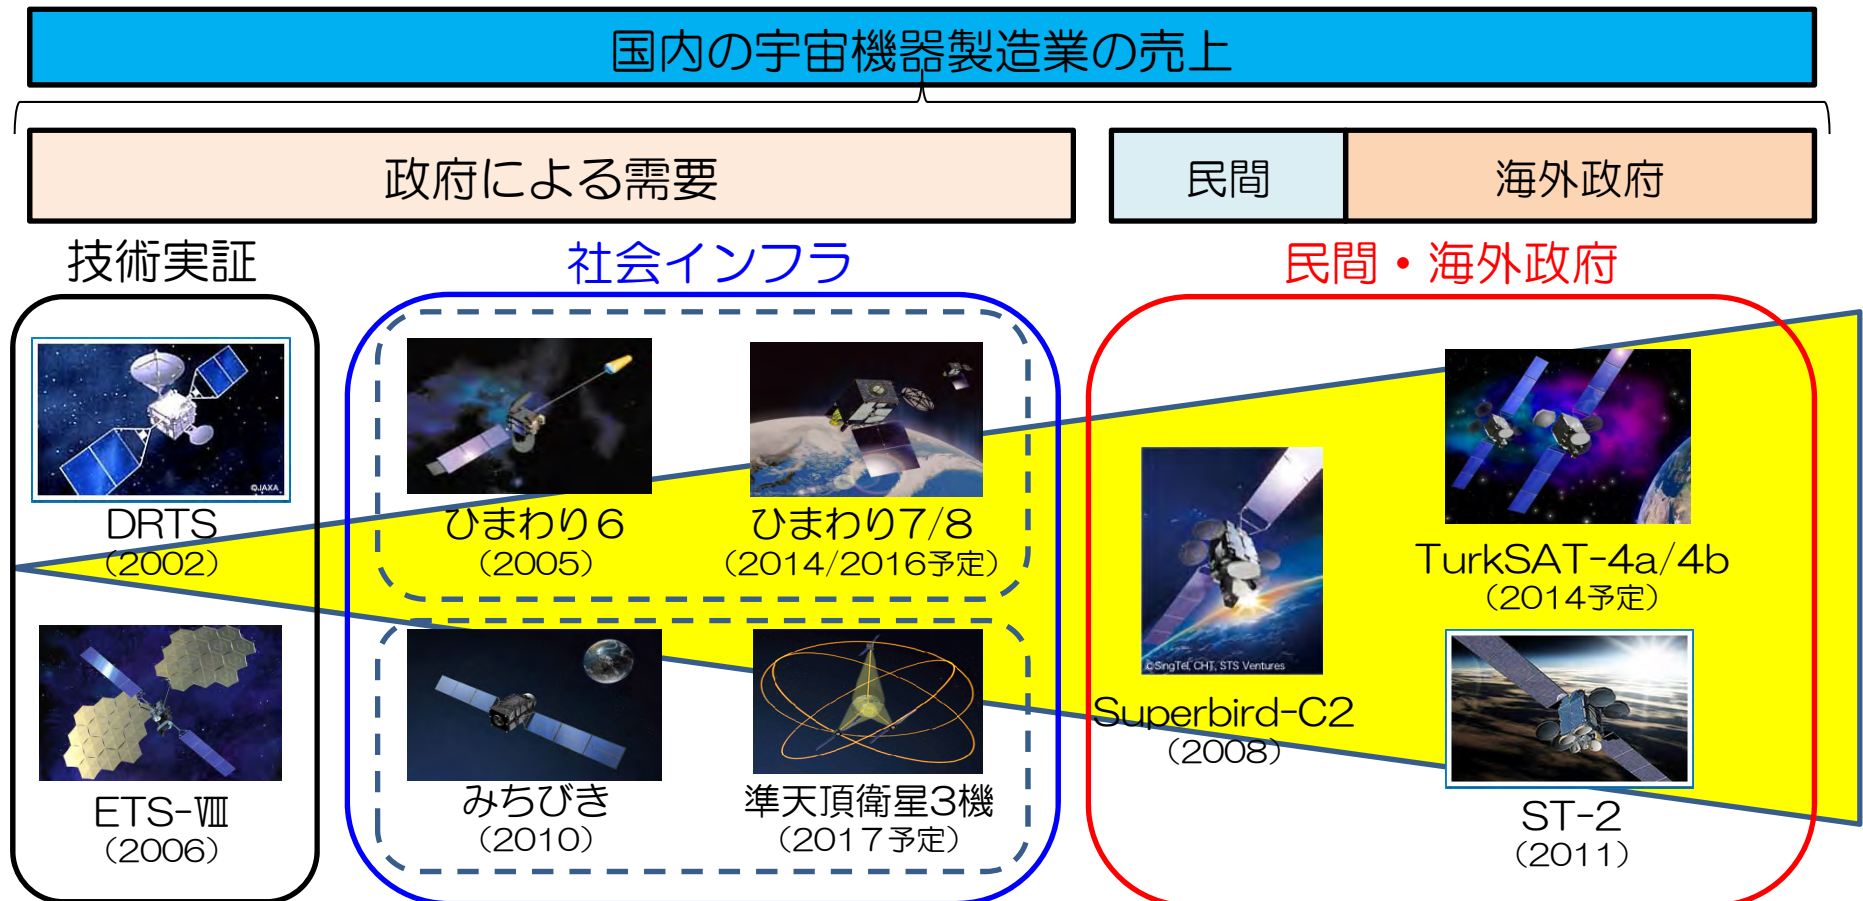 国内の宇宙機器製造業の売上
政府による需要
民間
海外政府
技術実証
社会インフラ
民間・海外政府
©JAXA
DRTS
（2002）
ETS-Ⅷ
（2006）
ひまわり６
（2005）
ひまわり7/8
（2014/2016予定）
みちびき
（2010）
準天頂衛星3機
（2017予定）
©SingTel, CHT, STS Ventures
Superbird-C2
（2008）
TurkSAT-4a/4b
（2014予定）
ST-2
（2011）